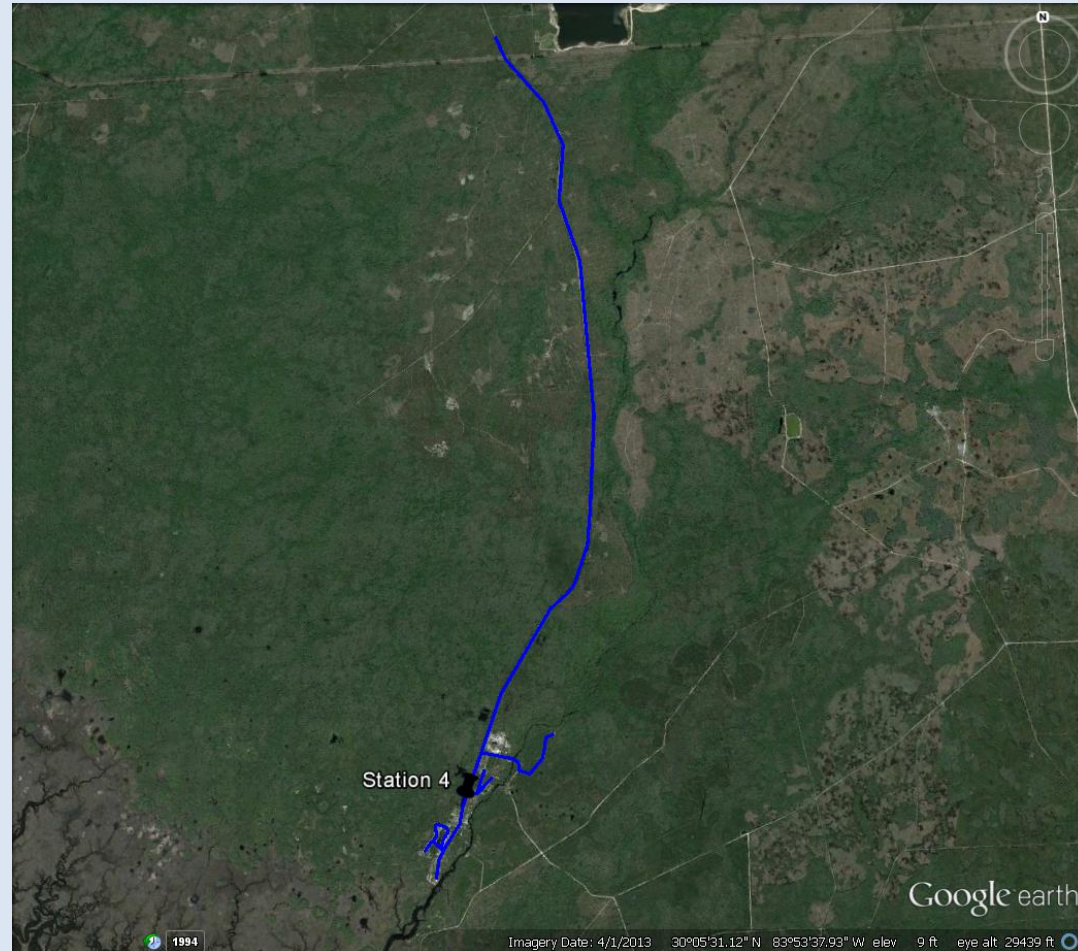 N
Station 4
Google earth
1994
Imagery Date: 4/1/2013 30°05'31.12" N 83°53'37.93" W elev 9 ft eye alt 29439 ft